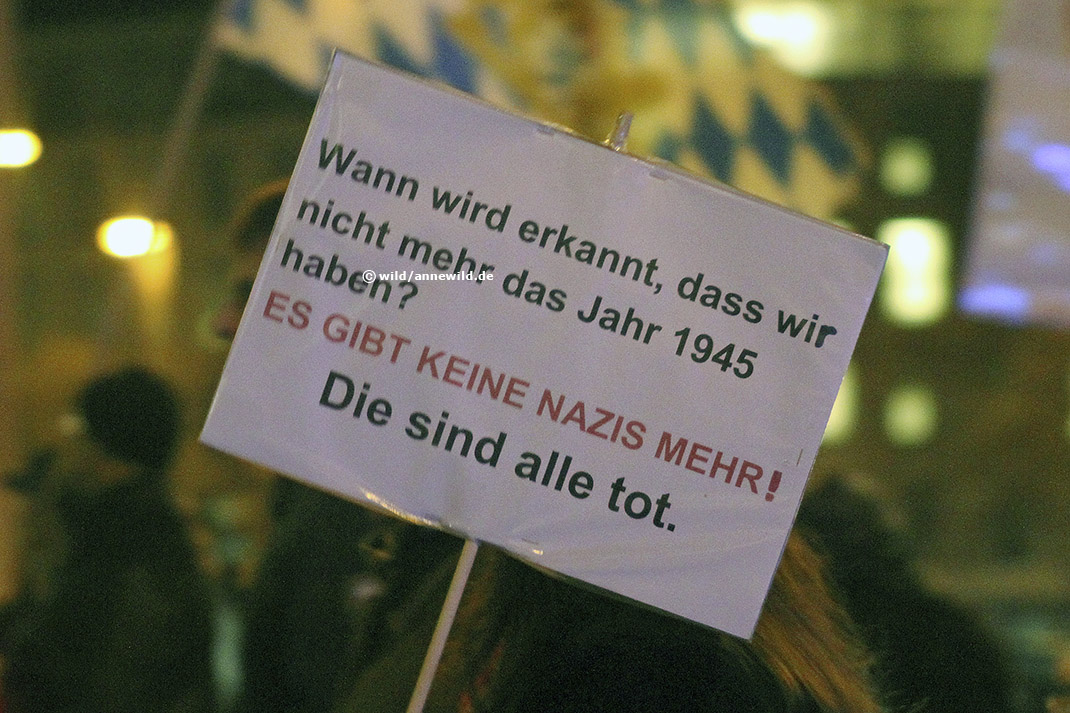 Wann wird erkannt, dass wir
nicht mehr das Jahr 1945
haben?
© wild/annewild.de
ES GIBT KEINE NAZIS MEHR!
Die sind alle tot.